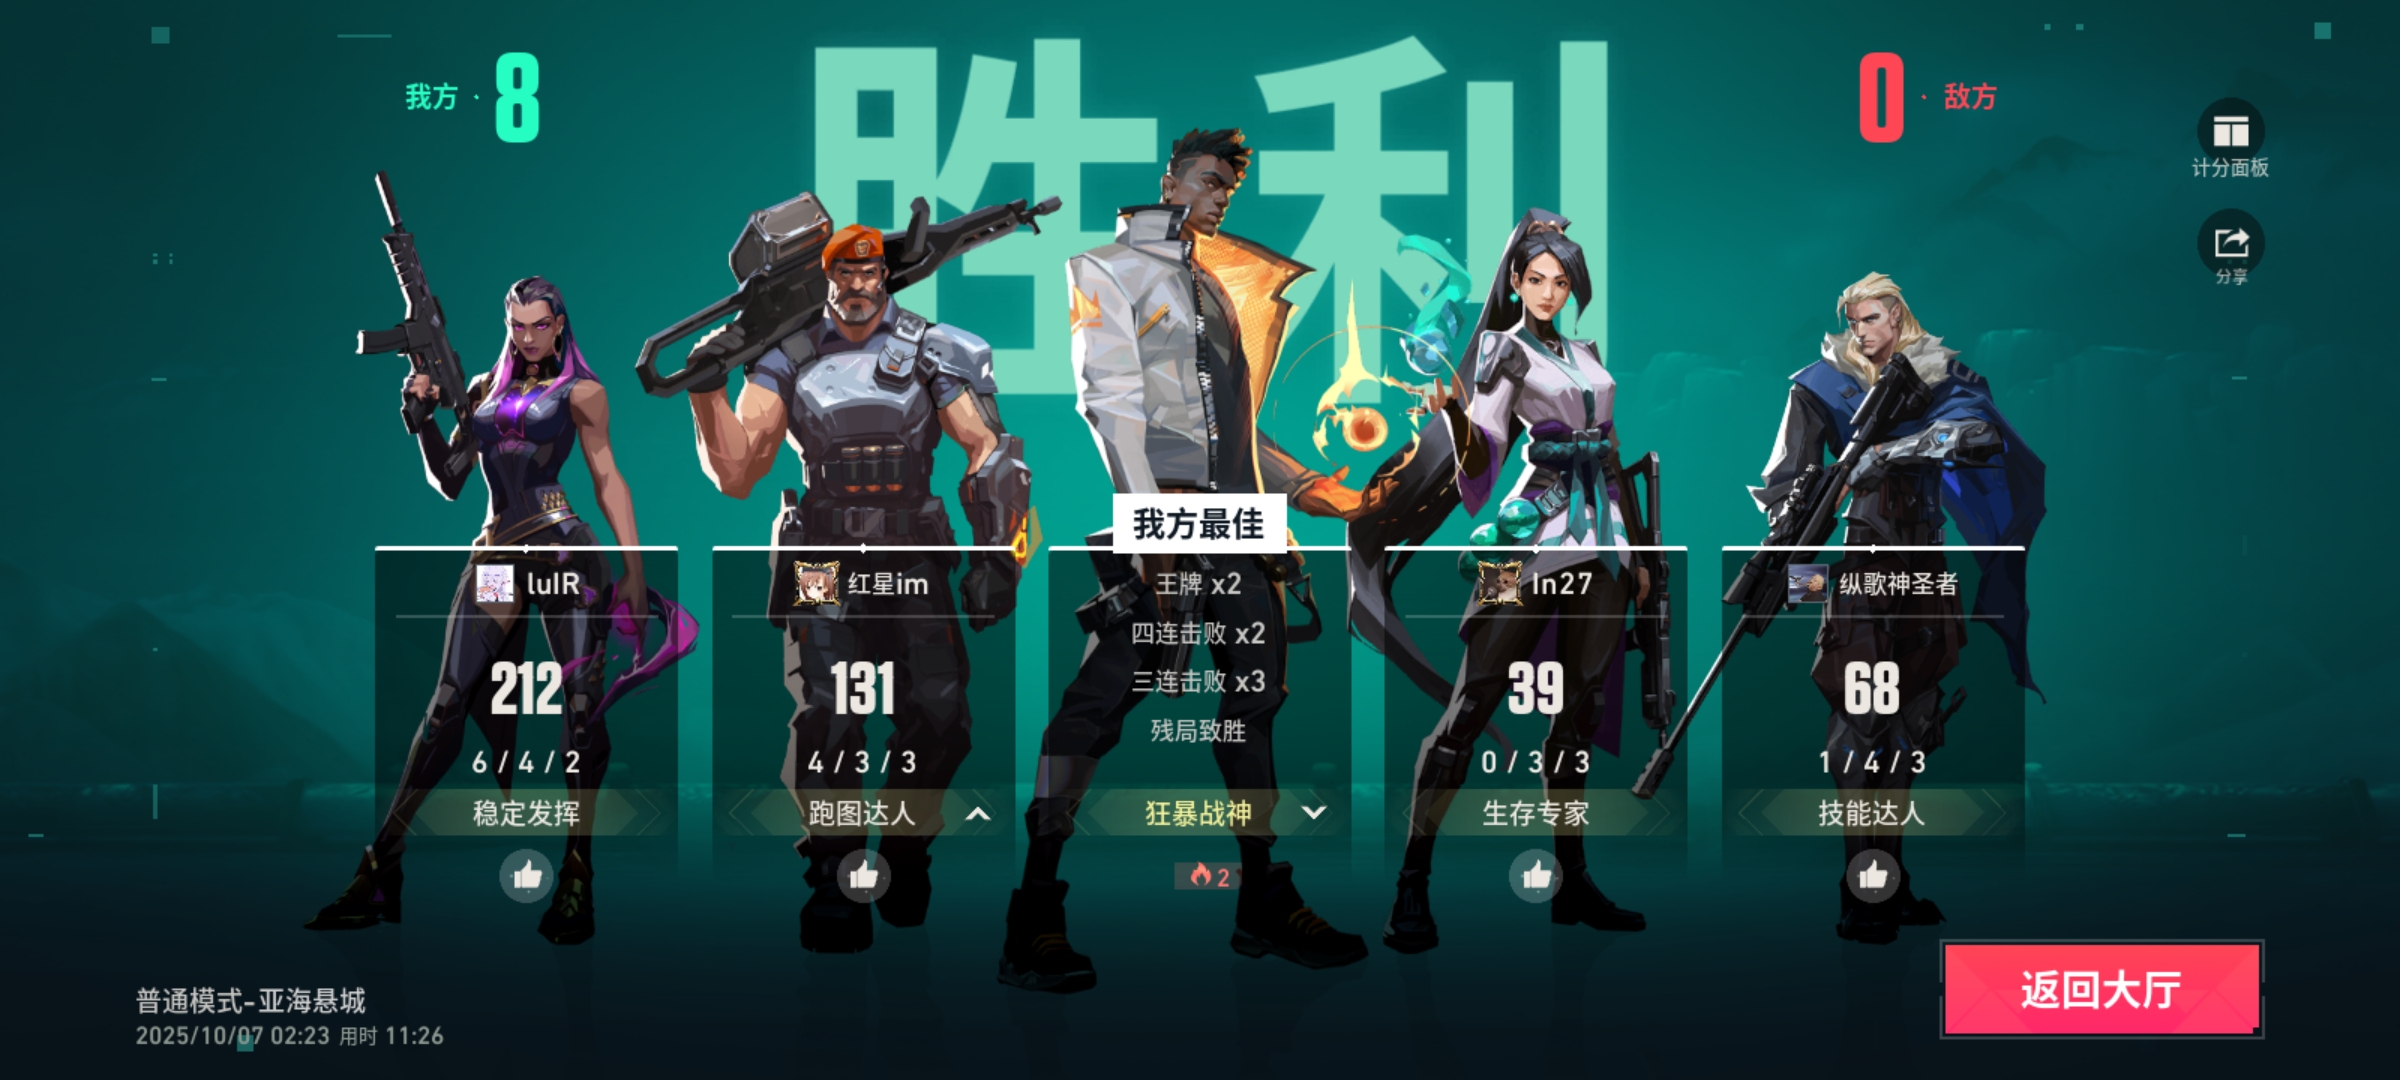 胜利
我方 · 8
0 · 敌方
计分面板
分享
我方最佳
luIR
212
6 / 4 / 2
稳定发挥
红星im
131
4 / 3 / 3
跑图达人
王牌 x2
四连击败 x2
三连击败 x3
残局致胜
狂暴战神
2
In27
39
0 / 3 / 3
生存专家
纵歌神圣者
68
1 / 4 / 3
技能达人
普通模式-亚海悬城
2025/10/07 02:23 用时 11:26
返回大厅